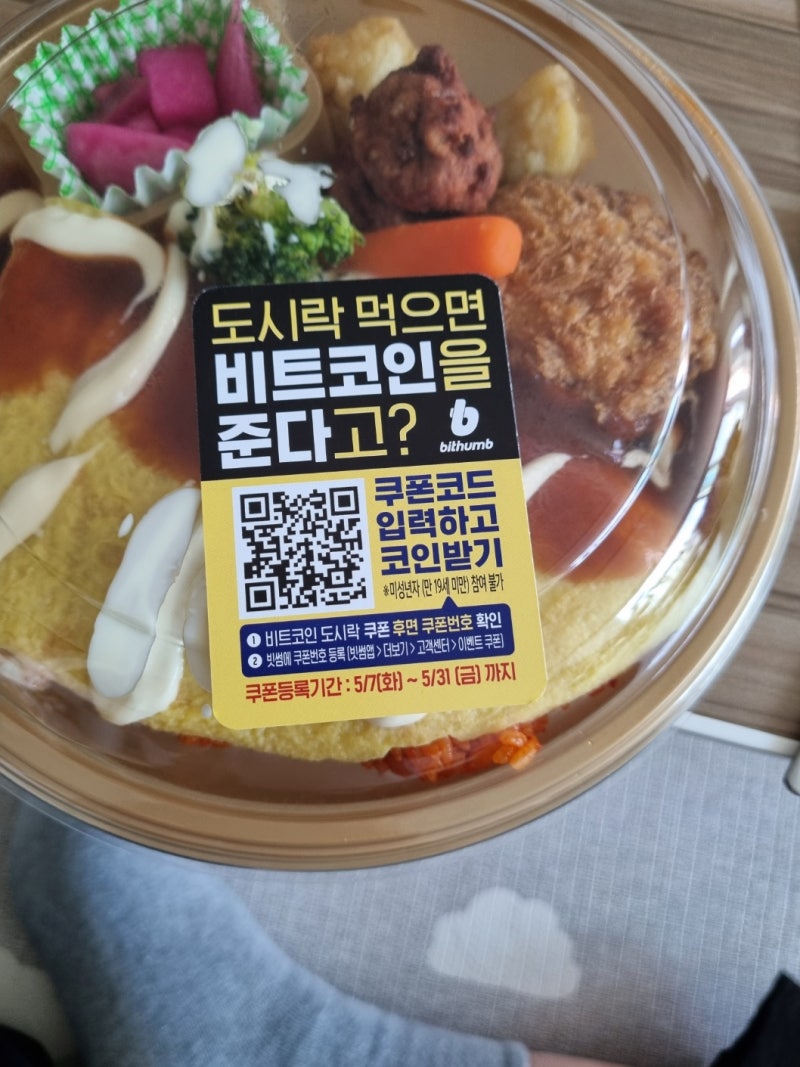 도시락 먹으면
비트코인을
준다고?
bithumb
쿠폰코드
입력하고
코인받기
※미성년자 (만 19세 미만) 참여 불가
1 비트코인 도시락 쿠폰 후면 쿠폰번호 확인
2 빗썸에 쿠폰번호 등록 (빗썸앱 > 더보기 > 고객센터 > 이벤트 쿠폰)
쿠폰등록기간 : 5/7(화) ~ 5/31 (금) 까지